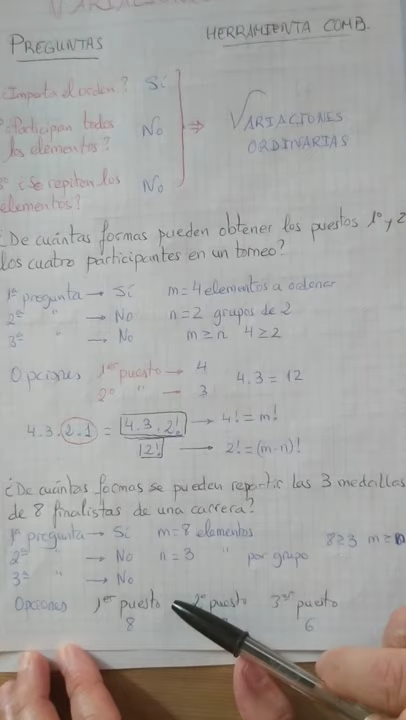 VARIACIONES
PREGUNTAS
HERRAMIENTA COMB.
¿Importa el orden? Sí
¿Participan todos los elementos? No
3ª ¿Se repiten los elementos? No
⇒ VARIACIONES ORDINARIAS
¿De cuántas formas pueden obtener los puestos 1º y 2º
los cuatro participantes en un torneo?
1ª pregunta → Sí m=4 elementos a ordenar
2ª " → No n=2 grupos de 2
3ª " → No m≥n 4≥2
Opciones 1er puesto → 4
2º " → 3 4.3=12
4.3.2.1 = 4.3.2! → 4!=m!
2! → 2!=(m-n)!
¿De cuántas formas se pueden repartir las 3 medallas
de 8 finalistas de una carrera?
1ª pregunta → Sí m=8 elementos 8≥3 m≥n
2ª " → No n=3 " por grupo
3ª " → No
Opciones 1er puesto 2º puesto 3er puesto
8 6